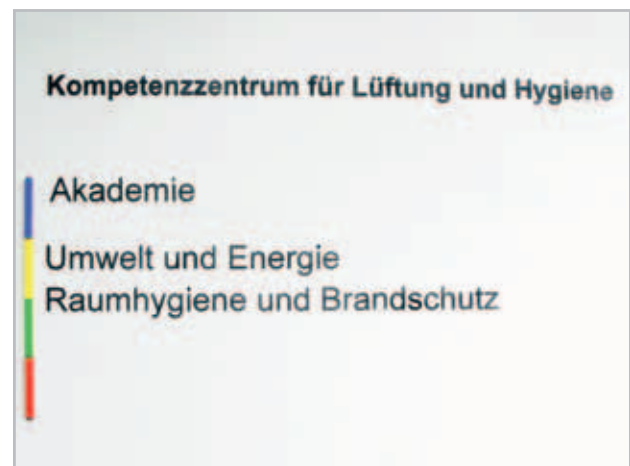 Kompetenzzentrum für Lüftung und Hygiene
Akademie
Umwelt und Energie
Raumhygiene und Brandschutz